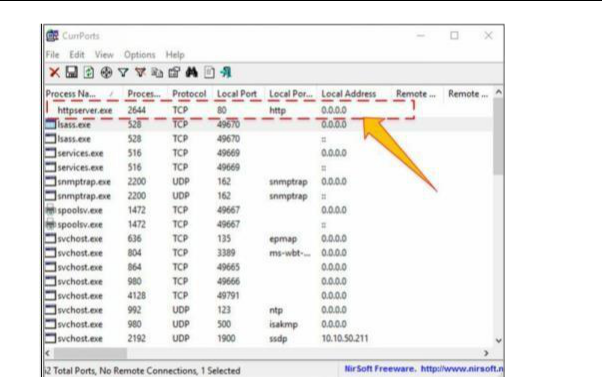 CurrPorts
File Edit View Options Help
Process Na... / Proces... Protocol Local Port Local Por... Local Address Remote ... Remote ...
httpserver.exe 2644 TCP 80 http 0.0.0.0
lsass.exe 528 TCP 49670 0.0.0.0
lsass.exe 528 TCP 49670 ::
services.exe 516 TCP 49669 0.0.0.0
services.exe 516 TCP 49669 ::
snmptrap.exe 2200 UDP 162 snmptrap 0.0.0.0
snmptrap.exe 2200 UDP 162 snmptrap ::
spoolsv.exe 1472 TCP 49667 0.0.0.0
spoolsv.exe 1472 TCP 49667 ::
svchost.exe 636 TCP 135 epmap 0.0.0.0
svchost.exe 804 TCP 3389 ms-wbt-... 0.0.0.0
svchost.exe 864 TCP 49665 0.0.0.0
svchost.exe 980 TCP 49666 0.0.0.0
svchost.exe 4128 TCP 49791 0.0.0.0
svchost.exe 992 UDP 123 ntp 0.0.0.0
svchost.exe 980 UDP 500 isakmp 0.0.0.0
svchost.exe 2192 UDP 1900 ssdp 10.10.50.211
Total Ports, No Remote Connections, 1 Selected NirSoft Freeware. http://www.nirsoft.n